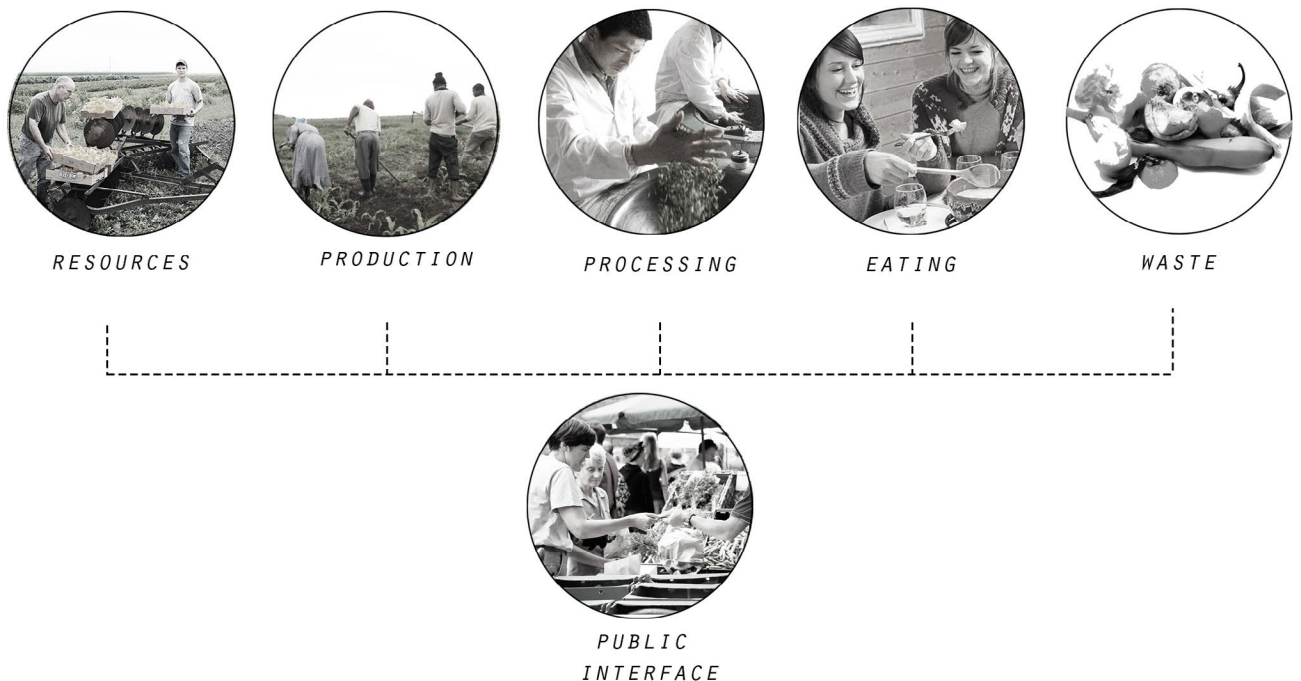 RESOURCES
PRODUCTION
PROCESSING
EATING
WASTE
PUBLIC
INTERFACE